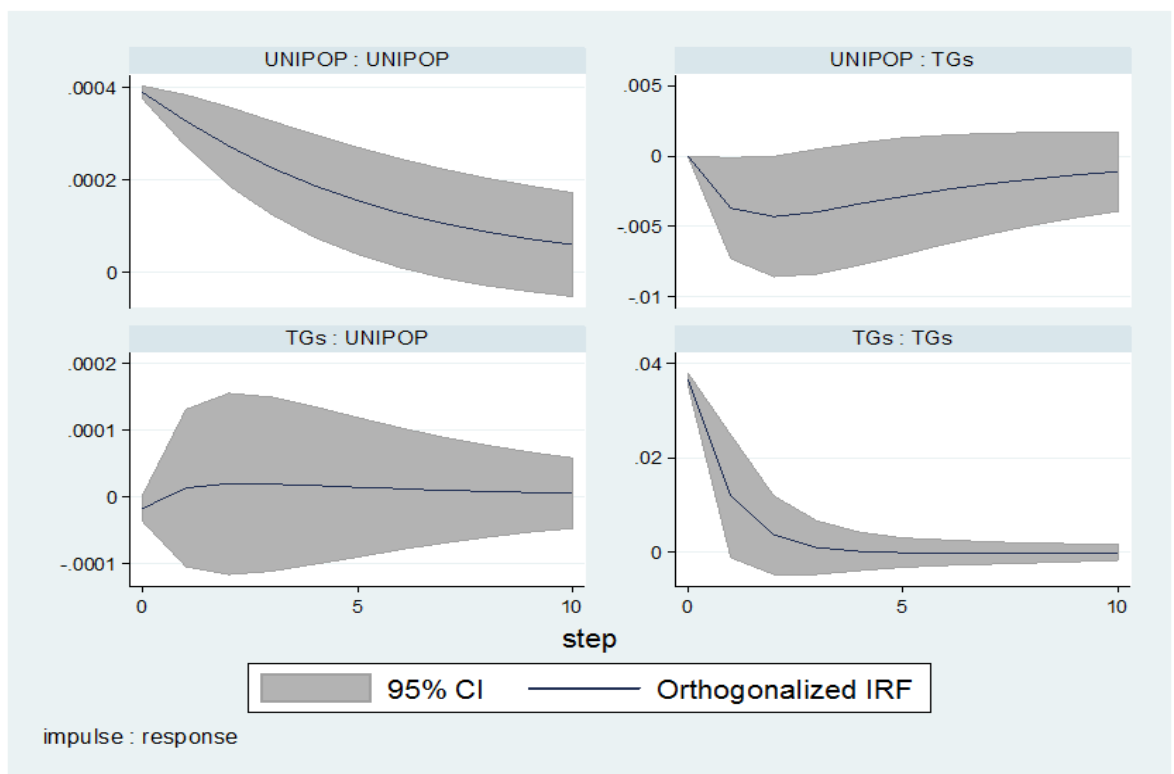 UNIPOP : UNIPOP
.0004
.0002
0
UNIPOP : TGs
.005
0
-.005
-.01
TGs : UNIPOP
.0002
.0001
0
-.0001
0 5 10
TGs : TGs
.04
.02
0
0 5 10
step
95% CI
Orthogonalized IRF
impulse : response